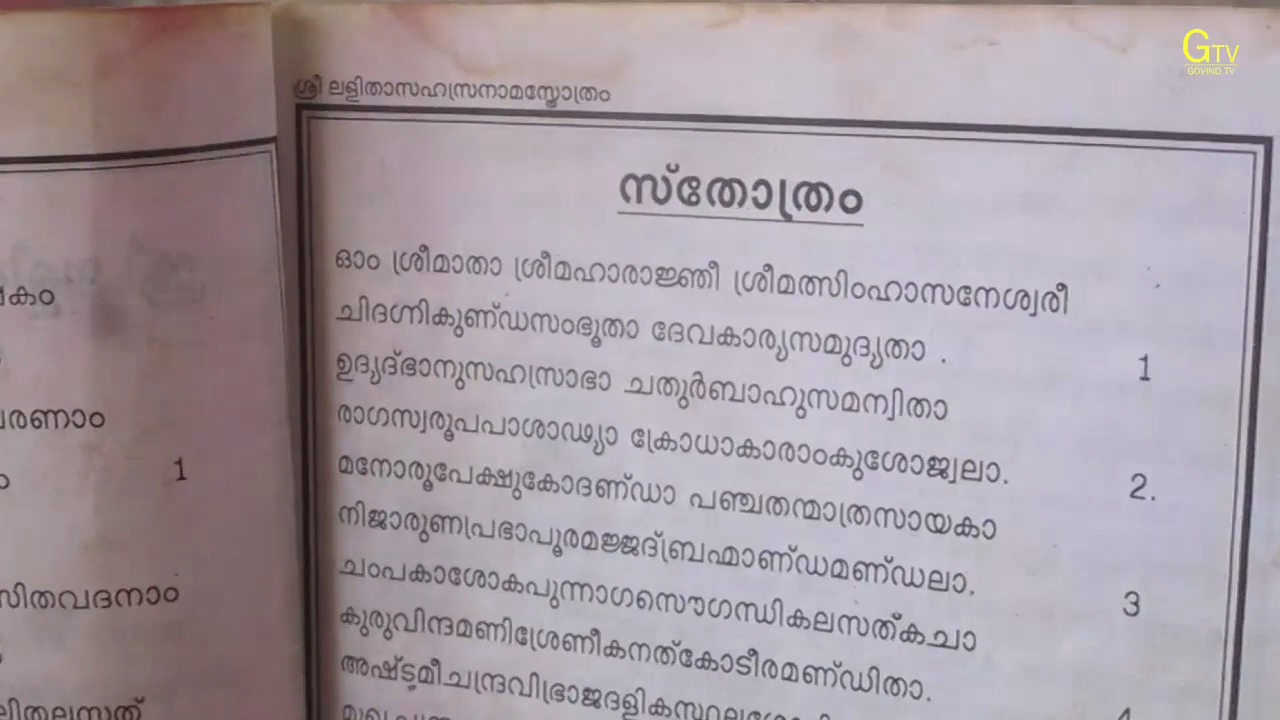 GTV
GOVIND TV
രണാം
1
സിതവദനാം
ശ്രീ ലളിതാസഹസ്രനാമസ്തോത്രം
സ്തോത്രം
ഓം ശ്രീമാതാ ശ്രീമഹാരാജ്ഞീ ശ്രീമത്സിംഹാസനേശ്വരീ
ചിദഗ്നികുണ്ഡസംഭൂതാ ദേവകാര്യസമുദ്യതാ . 1
ഉദ്യദ്ഭാനുസഹസ്രാഭാ ചതുർബാഹുസമന്വിതാ
രാഗസ്വരൂപപാശാഢ്യാ ക്രോധാകാരാംകുശോജ്വലാ. 2.
മനോരൂപേക്ഷുകോദണ്ഡാ പഞ്ചതന്മാത്രസായകാ
നിജാരുണപ്രഭാപൂരമജ്ജദ്ബ്രഹ്മാണ്ഡമണ്ഡലാ. 3
ചംപകാശോകപുന്നാഗസൌഗന്ധികലസത്കചാ
കുരുവിന്ദമണിശ്രേണീകനത്കോടീരമണ്ഡിതാ. 4